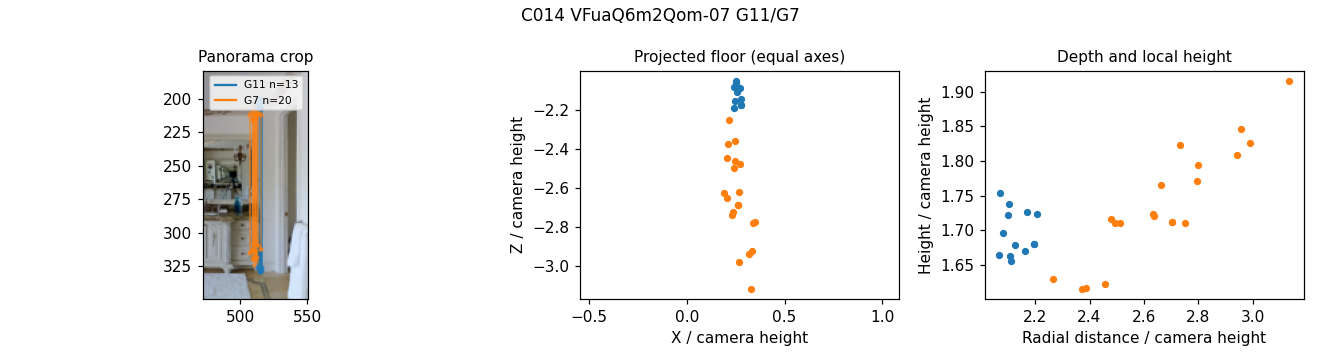 C014 VFuaQ6m2Qom-07 G11/G7
Panorama crop
G11 n=13
G7 n=20
200
225
250
275
300
325
500
550
Projected floor (equal axes)
Z / camera height
−2.2
−2.4
−2.6
−2.8
−3.0
−0.5
0.0
0.5
1.0
X / camera height
Depth and local height
Height / camera height
1.90
1.85
1.80
1.75
1.70
1.65
2.2
2.4
2.6
2.8
3.0
Radial distance / camera height